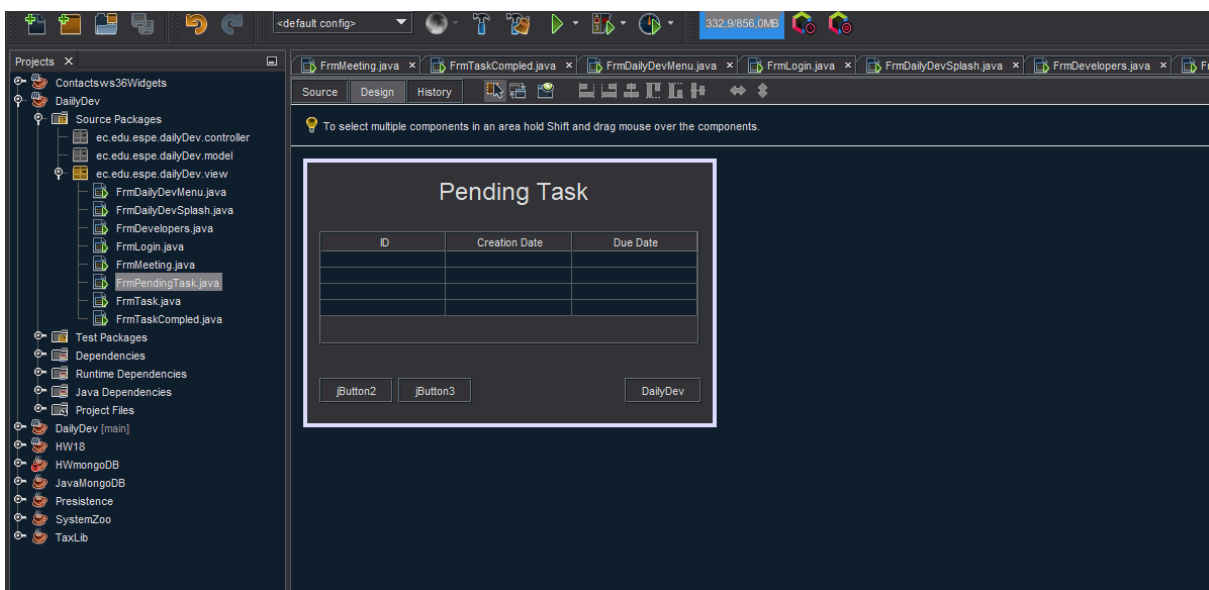 <default config>
332,9/856,0MB
Projects
Contactsws36Widgets
DailyDev
Source Packages
ec.edu.espe.dailyDev.controller
ec.edu.espe.dailyDev.model
ec.edu.espe.dailyDev.view
FrmDailyDevMenu.java
FrmDailyDevSplash.java
FrmDevelopers.java
FrmLogin.java
FrmMeeting.java
FrmPendingTask.java
FrmTask.java
FrmTaskCompled.java
Test Packages
Dependencies
Runtime Dependencies
Java Dependencies
Project Files
DailyDev [main]
HW18
HWmongoDB
JavaMongoDB
Presistence
SystemZoo
TaxLib
FrmMeeting.java FrmTaskCompled.java FrmDailyDevMenu.java FrmLogin.java FrmDailyDevSplash.java FrmDevelopers.java Fr
Source Design History
To select multiple components in an area hold Shift and drag mouse over the components.
Pending Task
ID Creation Date Due Date
jButton2 jButton3 DailyDev